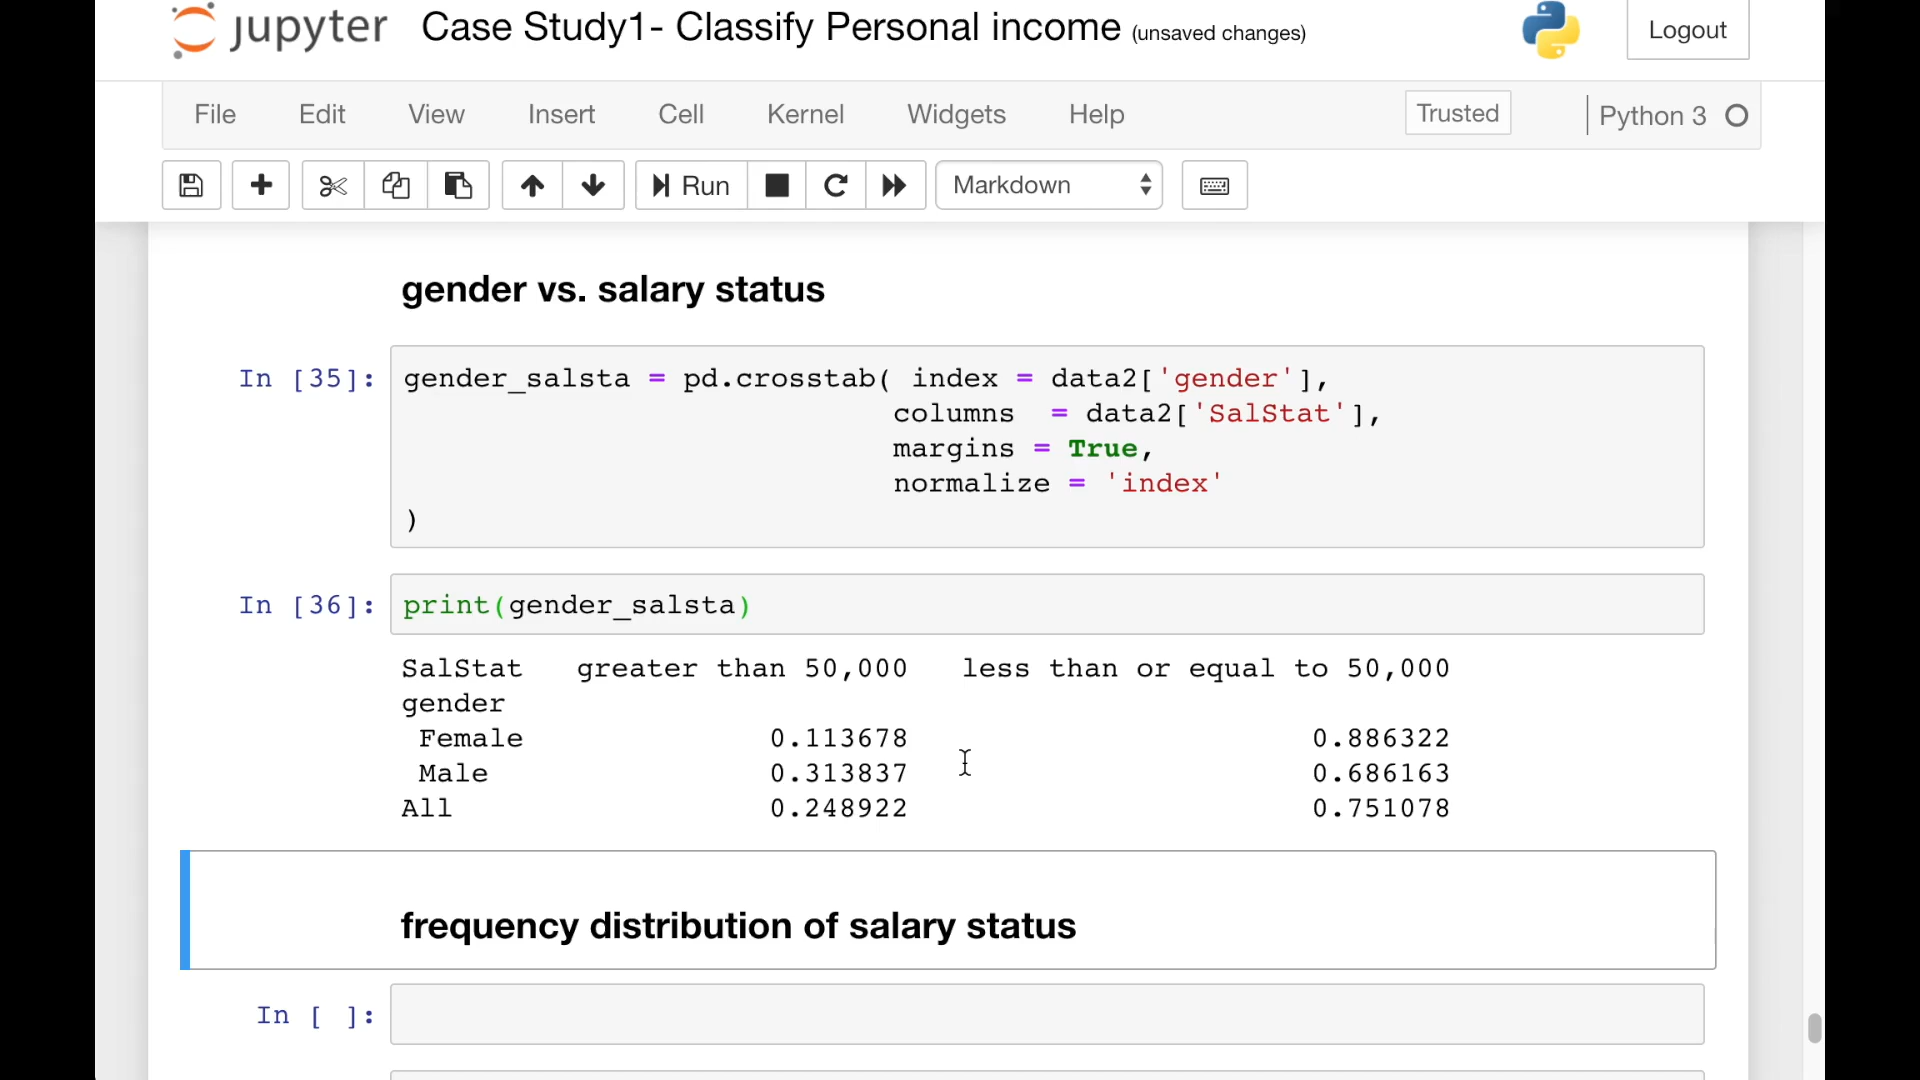 jupyter Case Study1- Classify Personal income (unsaved changes) Logout
File Edit View Insert Cell Kernel Widgets Help Trusted Python 3
Run Markdown
gender vs. salary status
In [35]: gender_salsta = pd.crosstab( index = data2['gender'],
columns = data2['SalStat'],
margins = True,
normalize = 'index'
)
In [36]: print(gender_salsta)
SalStat greater than 50,000 less than or equal to 50,000
gender
Female 0.113678 0.886322
Male 0.313837 0.686163
All 0.248922 0.751078
frequency distribution of salary status
In [ ]: